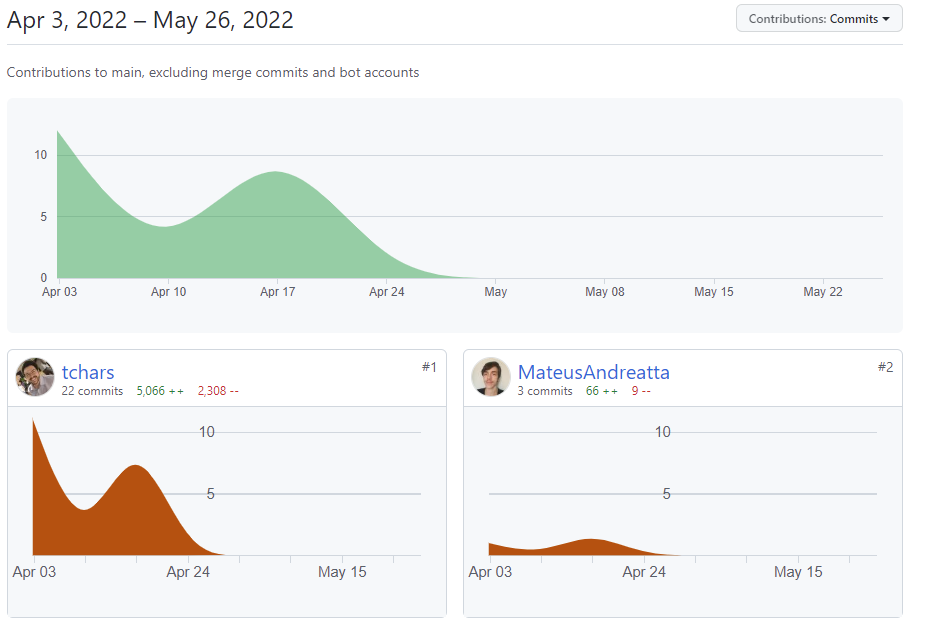 Apr 3, 2022 – May 26, 2022
Contributions: Commits
Contributions to main, excluding merge commits and bot accounts
10
5
0
Apr 03 Apr 10 Apr 17 Apr 24 May May 08 May 15 May 22
tchars #1
22 commits 5,066 ++ 2,308 --
10
5
Apr 03 Apr 24 May 15
MateusAndreatta #2
3 commits 66 ++ 9 --
10
5
Apr 03 Apr 24 May 15